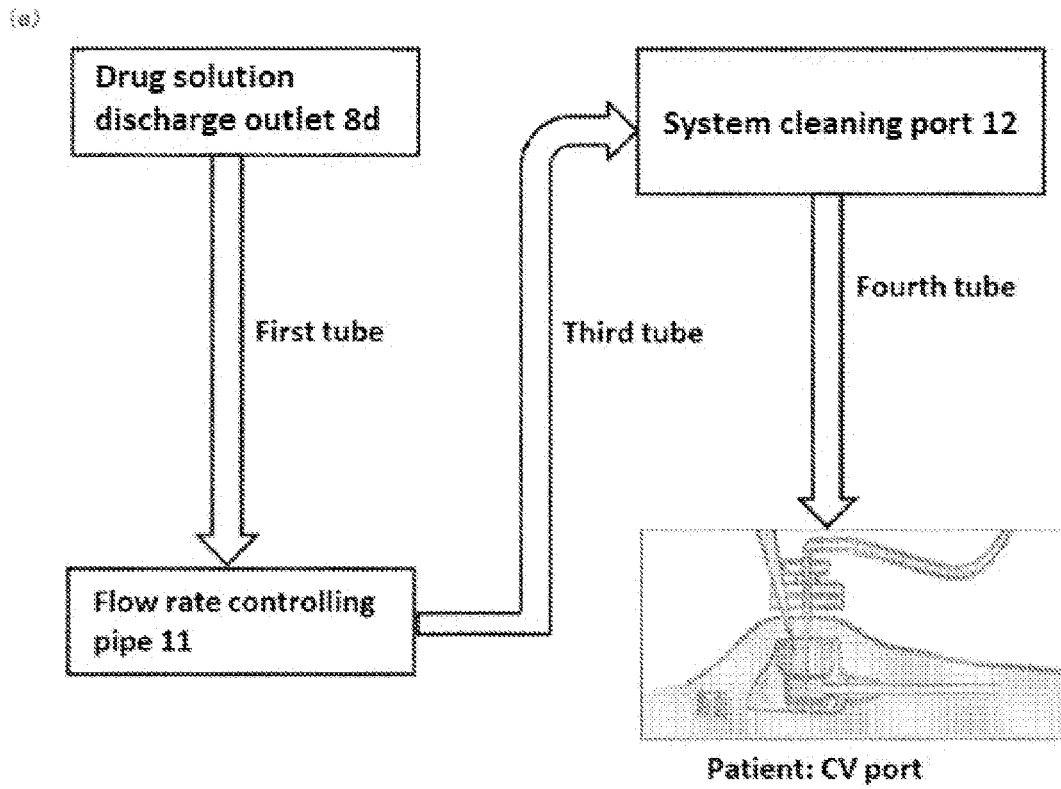 (a)
Drug solution
discharge outlet 8d
System cleaning port 12
First tube
Third tube
Fourth tube
Flow rate controlling
pipe 11
Patient: CV port